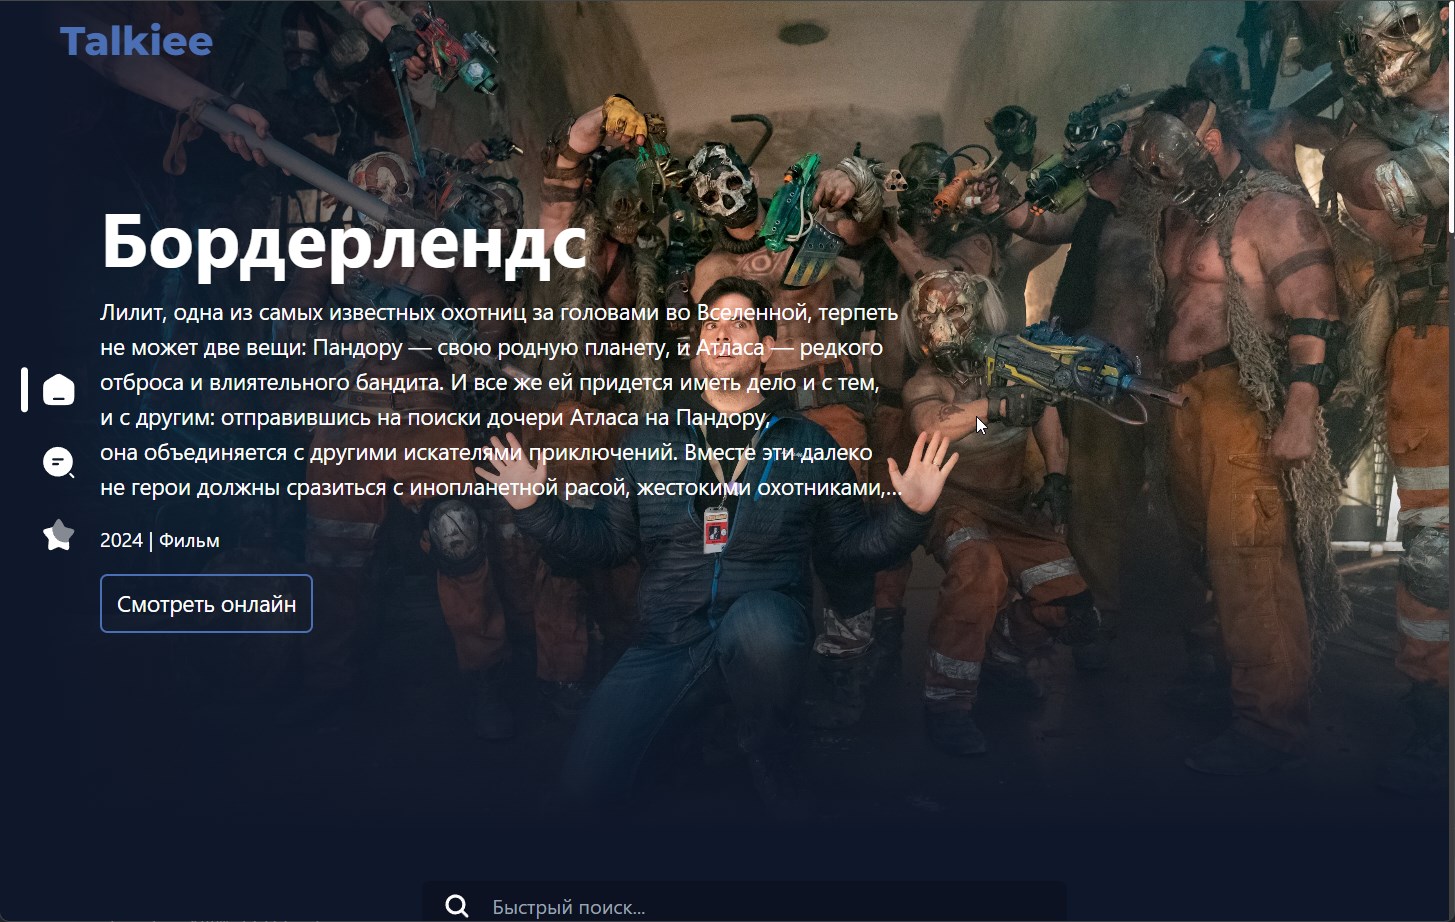 Talkiee
Бордерлендс
Лилит, одна из самых известных охотниц за головами во Вселенной, терпеть
не может две вещи: Пандору — свою родную планету, и Атласа — редкого
отброса и влиятельного бандита. И все же ей придется иметь дело и с тем,
и с другим: отправившись на поиски дочери Атласа на Пандору,
она объединяется с другими искателями приключений. Вместе эти далеко
не герои должны сразиться с инопланетной расой, жестокими охотниками,...
2024 | Фильм
Смотреть онлайн
Быстрый поиск...